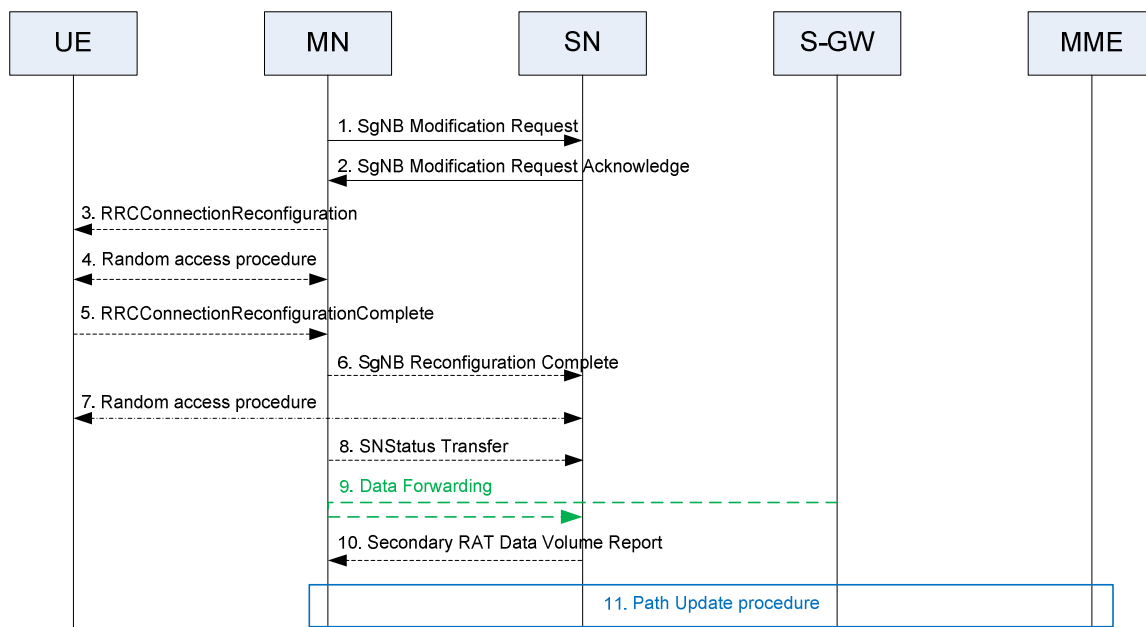 UE
MN
SN
S-GW
MME
1. SgNB Modification Request
2. SgNB Modification Request Acknowledge
3. RRCConnectionReconfiguration
4. Random access procedure
5. RRCConnectionReconfigurationComplete
6. SgNB Reconfiguration Complete
7. Random access procedure
8. SNStatus Transfer
9. Data Forwarding
10. Secondary RAT Data Volume Report
11. Path Update procedure